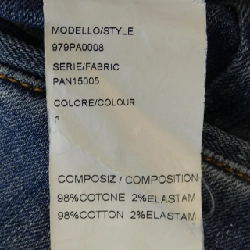 MODELLO/STYLE
979PA0008
SERIE/FABRIC
PAN15005
COLORE/COLOUR
COMPOSIZ / COMPOSITION
98%COTONE 2%ELASTAM
98%COTTON 2%ELASTAM